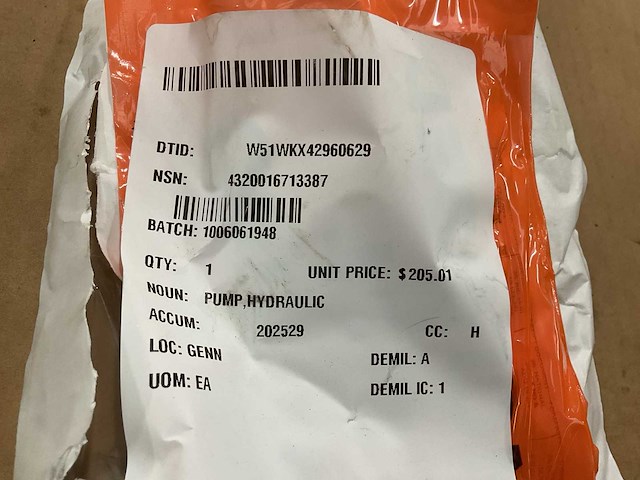 DTID: W51WKX42960629
NSN: 4320016713387
BATCH: 1006061948
QTY: 1 UNIT PRICE: $205.01
NOUN: PUMP,HYDRAULIC
ACCUM: 202529 CC: H
LOC: GENN DEMIL: A
UOM: EA DEMIL IC: 1